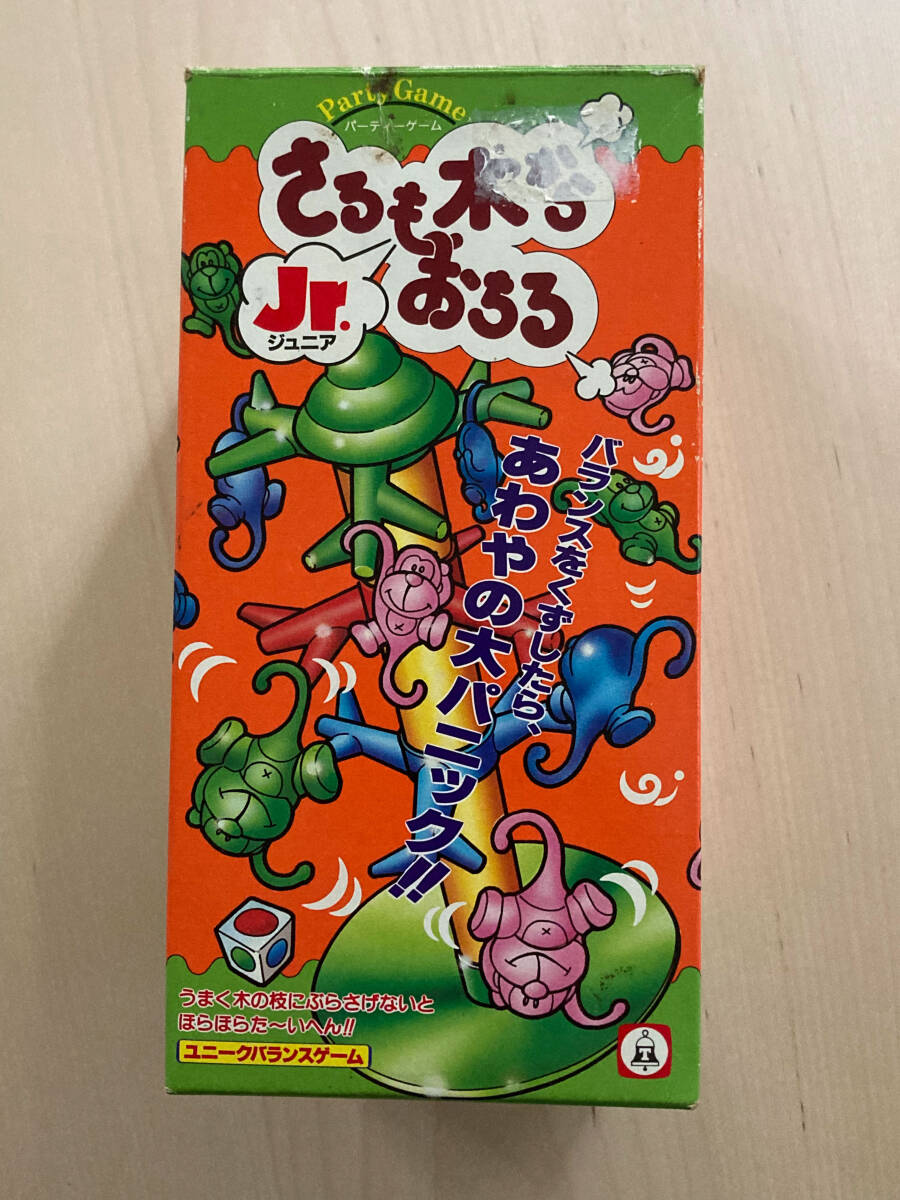 Party Game
パーティーゲーム
さるも木から
おちる
Jr.
ジュニア
バランスをくずしたら、
あわやの大パニック!!
うまく木の枝にぶらさげないと
ほらほらた〜いへん!!
ユニークバランスゲーム
T